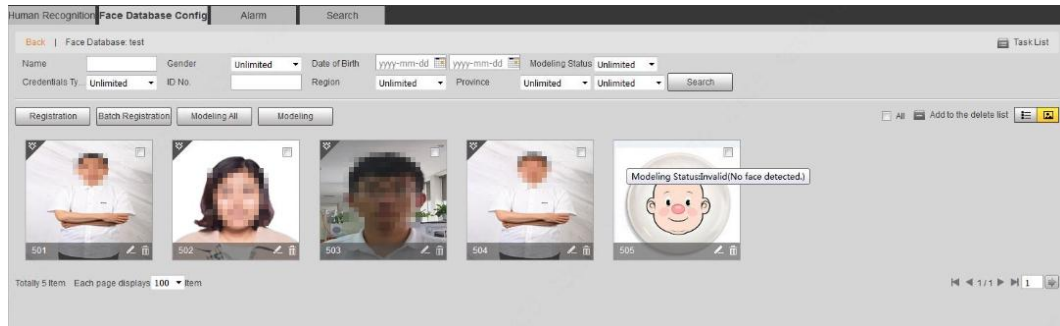 Human Recognition Face Database Config Alarm Search
Back | Face Database: test Task List
Name Gender Unlimited Date of Birth yyyy-mm-dd yyyy-mm-dd Modeling Status Unlimited
Credentials Ty... Unlimited ID No. Region Unlimited Province Unlimited Unlimited Search
Registration Batch Registration Modeling All Modeling All Add to the delete list
Modeling Status:Invalid(No face detected.)
501 502 503 504 505
Totally 5 Item Each page displays 100 Item 1/1 1